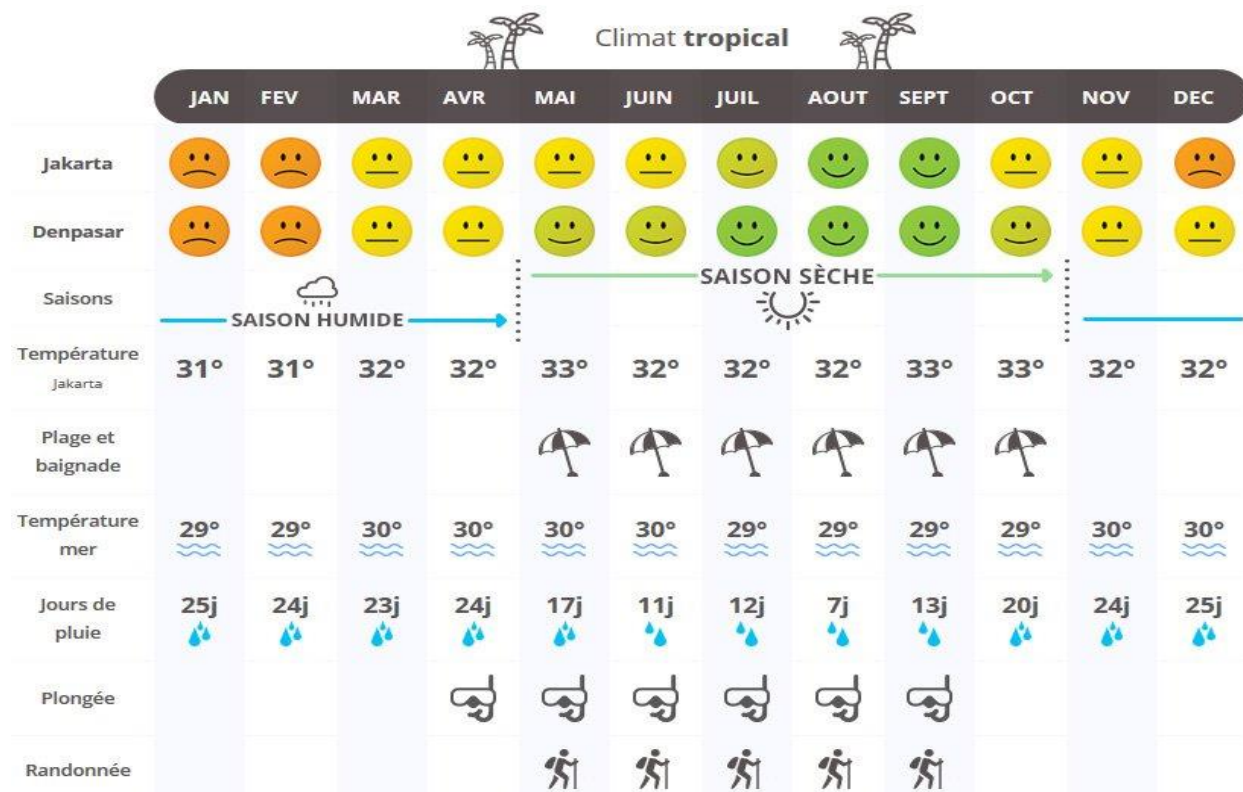 Climat tropical
JAN FEV MAR AVR MAI JUIN JUIL AOUT SEPT OCT NOV DEC
Jakarta
Denpasar
Saisons
SAISON SÈCHE
SAISON HUMIDE
Température
Jakarta
31° 31° 32° 32° 33° 32° 32° 32° 33° 33° 32° 32°
Plage et
baignade
Température
mer
29° 29° 30° 30° 30° 30° 29° 29° 29° 29° 30° 30°
Jours de
pluie
25j 24j 23j 24j 17j 11j 12j 7j 13j 20j 24j 25j
Plongée
Randonnée